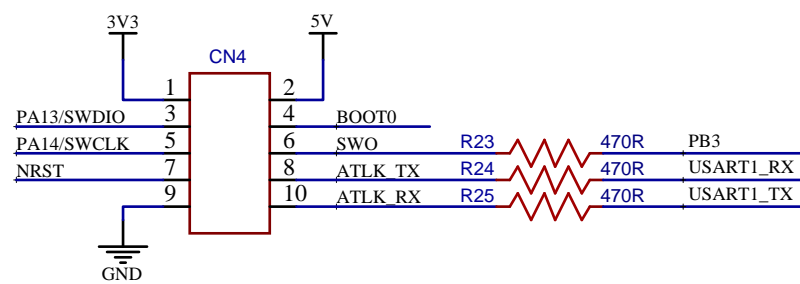 3V3 5V
CN4
1 2
PA13/SWDIO 3 4 BOOT0
PA14/SWCLK 5 6 SWO R23 470R PB3
NRST 7 8 ATLK_TX R24 470R USART1_RX
9 10 ATLK_RX R25 470R USART1_TX
GND